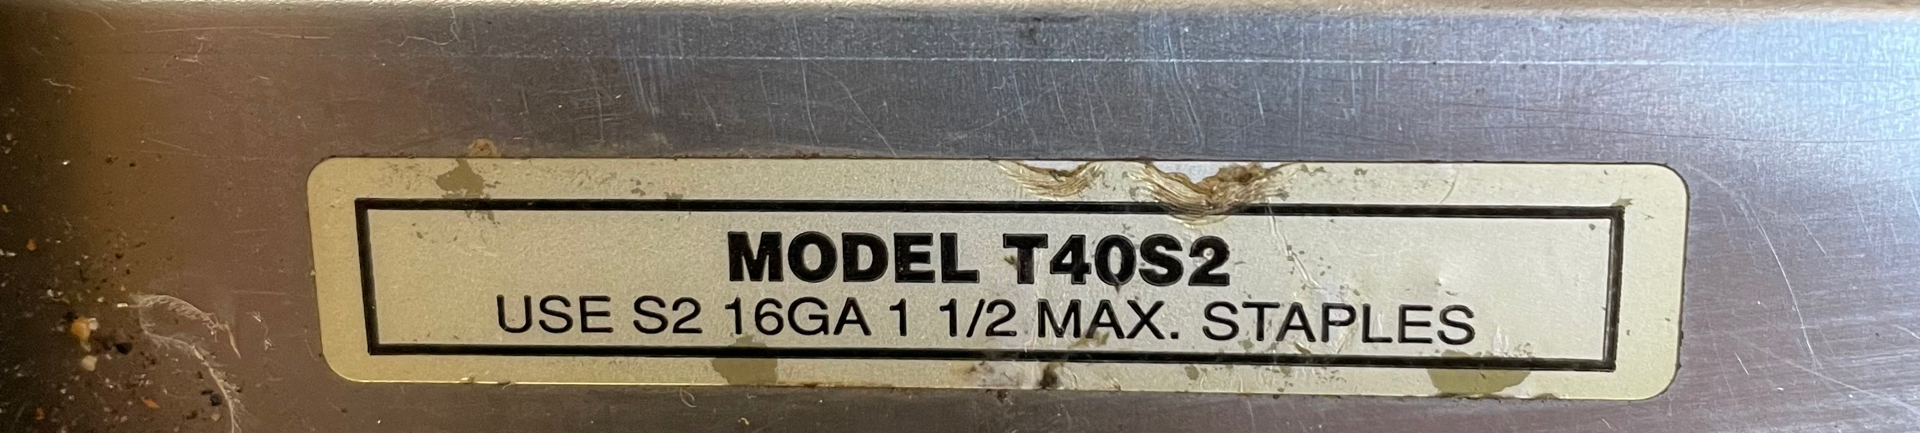 MODEL T40S2
USE S2 16GA 1 1/2 MAX. STAPLES